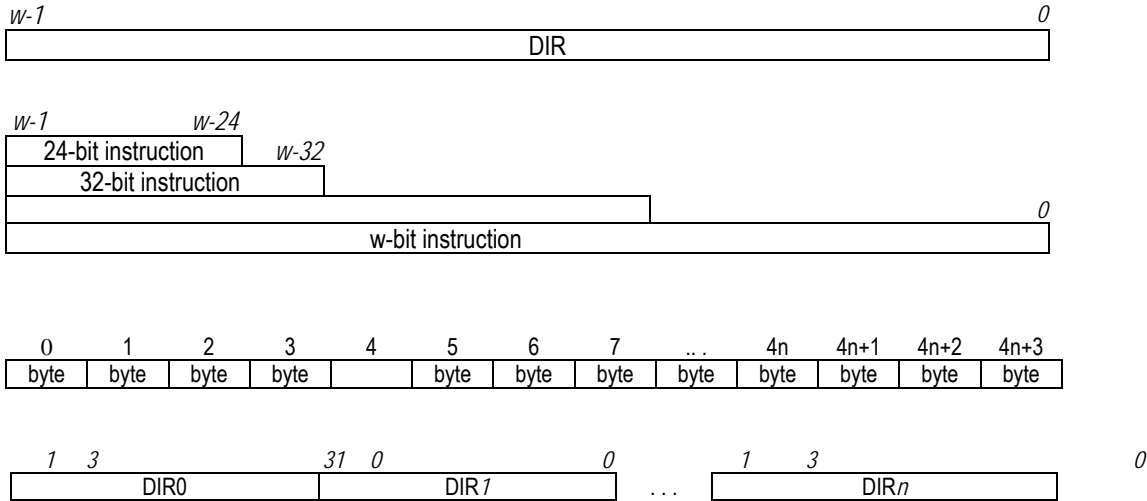 w-1 0
DIR
w-1 w-24
24-bit instruction w-32
32-bit instruction
0
w-bit instruction
0 1 2 3 4 5 6 7 .. . 4n 4n+1 4n+2 4n+3
byte byte byte byte byte byte byte byte byte byte byte byte
1 3 31 0 0 1 3 0
DIR0 DIR1 . . . DIRn